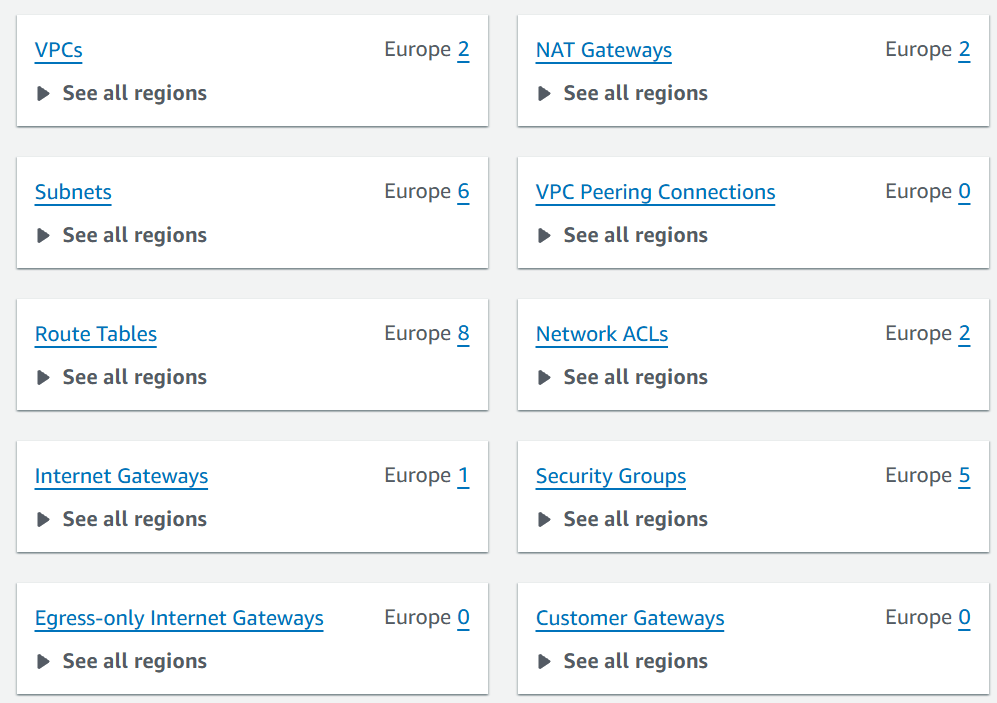 VPCs Europe 2
See all regions
NAT Gateways Europe 2
See all regions
Subnets Europe 6
See all regions
VPC Peering Connections Europe 0
See all regions
Route Tables Europe 8
See all regions
Network ACLs Europe 2
See all regions
Internet Gateways Europe 1
See all regions
Security Groups Europe 5
See all regions
Egress-only Internet Gateways Europe 0
See all regions
Customer Gateways Europe 0
See all regions